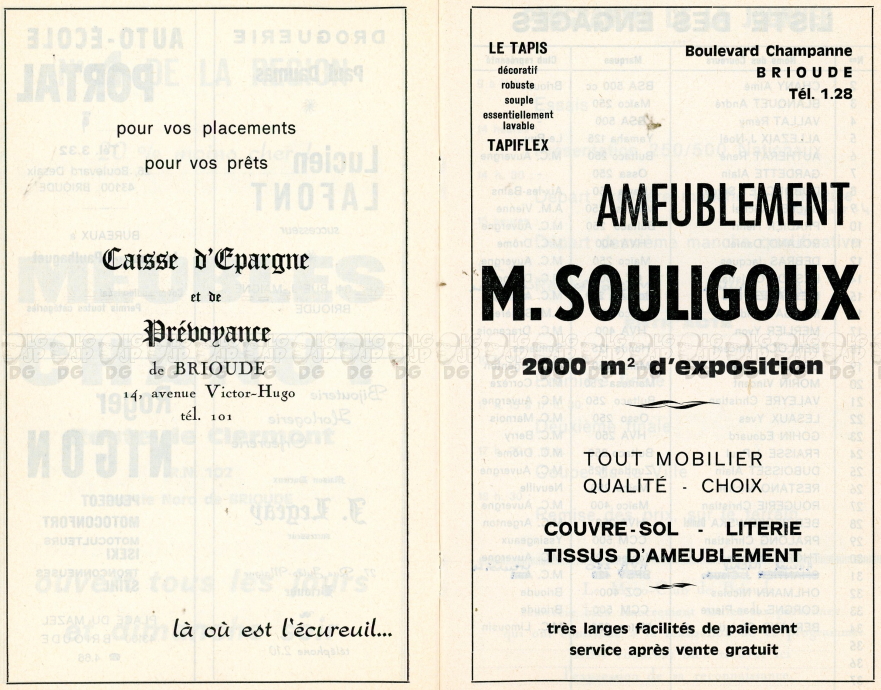 pour vos placements
pour vos prêts
Caisse d'Epargne
et de
Prévoyance
de BRIOUDE
14, avenue Victor-Hugo
tél. 101
là où est l'écureuil...
LE TAPIS
décoratif
robuste
souple
essentiellement
lavable
TAPIFLEX
Boulevard Champanne
BRIOUDE
Tél. 1.28
AMEUBLEMENT
M. SOULIGOUX
2000 m² d'exposition
TOUT MOBILIER
QUALITÉ - CHOIX
COUVRE-SOL - LITERIE
TISSUS D'AMEUBLEMENT
très larges facilités de paiement
service après vente gratuit